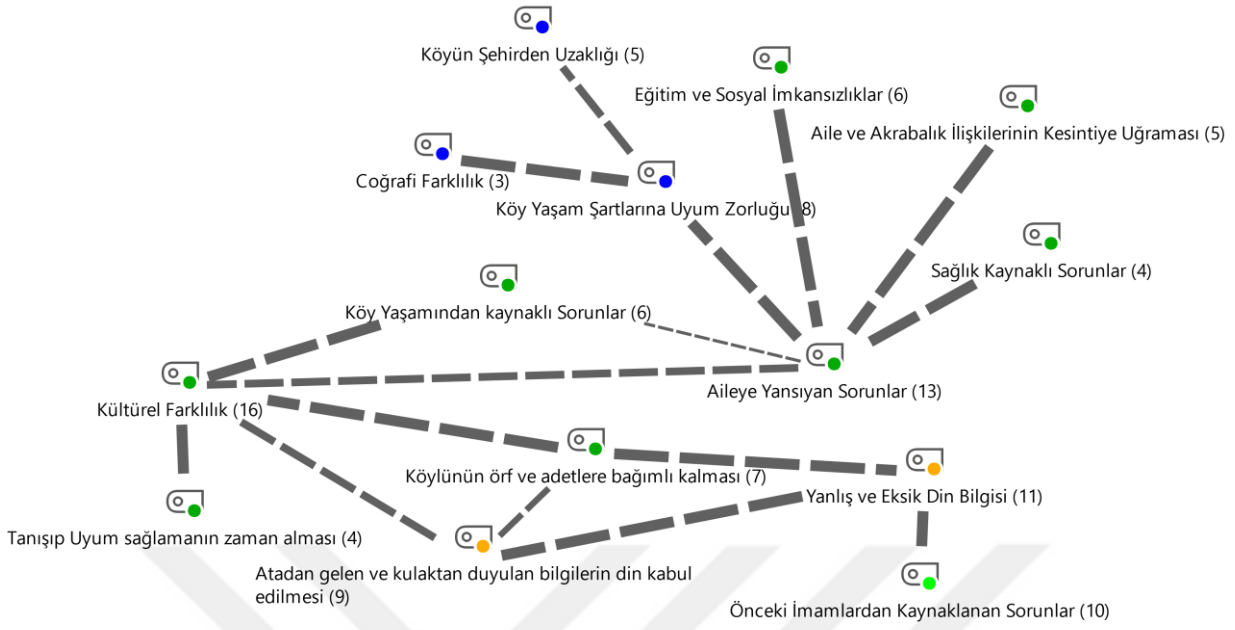 Köyün Şehirden Uzaklığı (5)
Eğitim ve Sosyal İmkansızlıklar (6)
Aile ve Akrabalık İlişkilerinin Kesintiye Uğraması (5)
Coğrafi Farklılık (3)
Köy Yaşam Şartlarına Uyum Zorluğu (8)
Sağlık Kaynaklı Sorunlar (4)
Köy Yaşamından kaynaklı Sorunlar (6)
Aileye Yansıyan Sorunlar (13)
Kültürel Farklılık (16)
Köylünün örf ve adetlere bağımlı kalması (7)
Yanlış ve Eksik Din Bilgisi (11)
Tanışıp Uyum sağlamanın zaman alması (4)
Atadan gelen ve kulaktan duyulan bilgilerin din kabul
edilmesi (9)
Önceki İmamlardan Kaynaklanan Sorunlar (10)